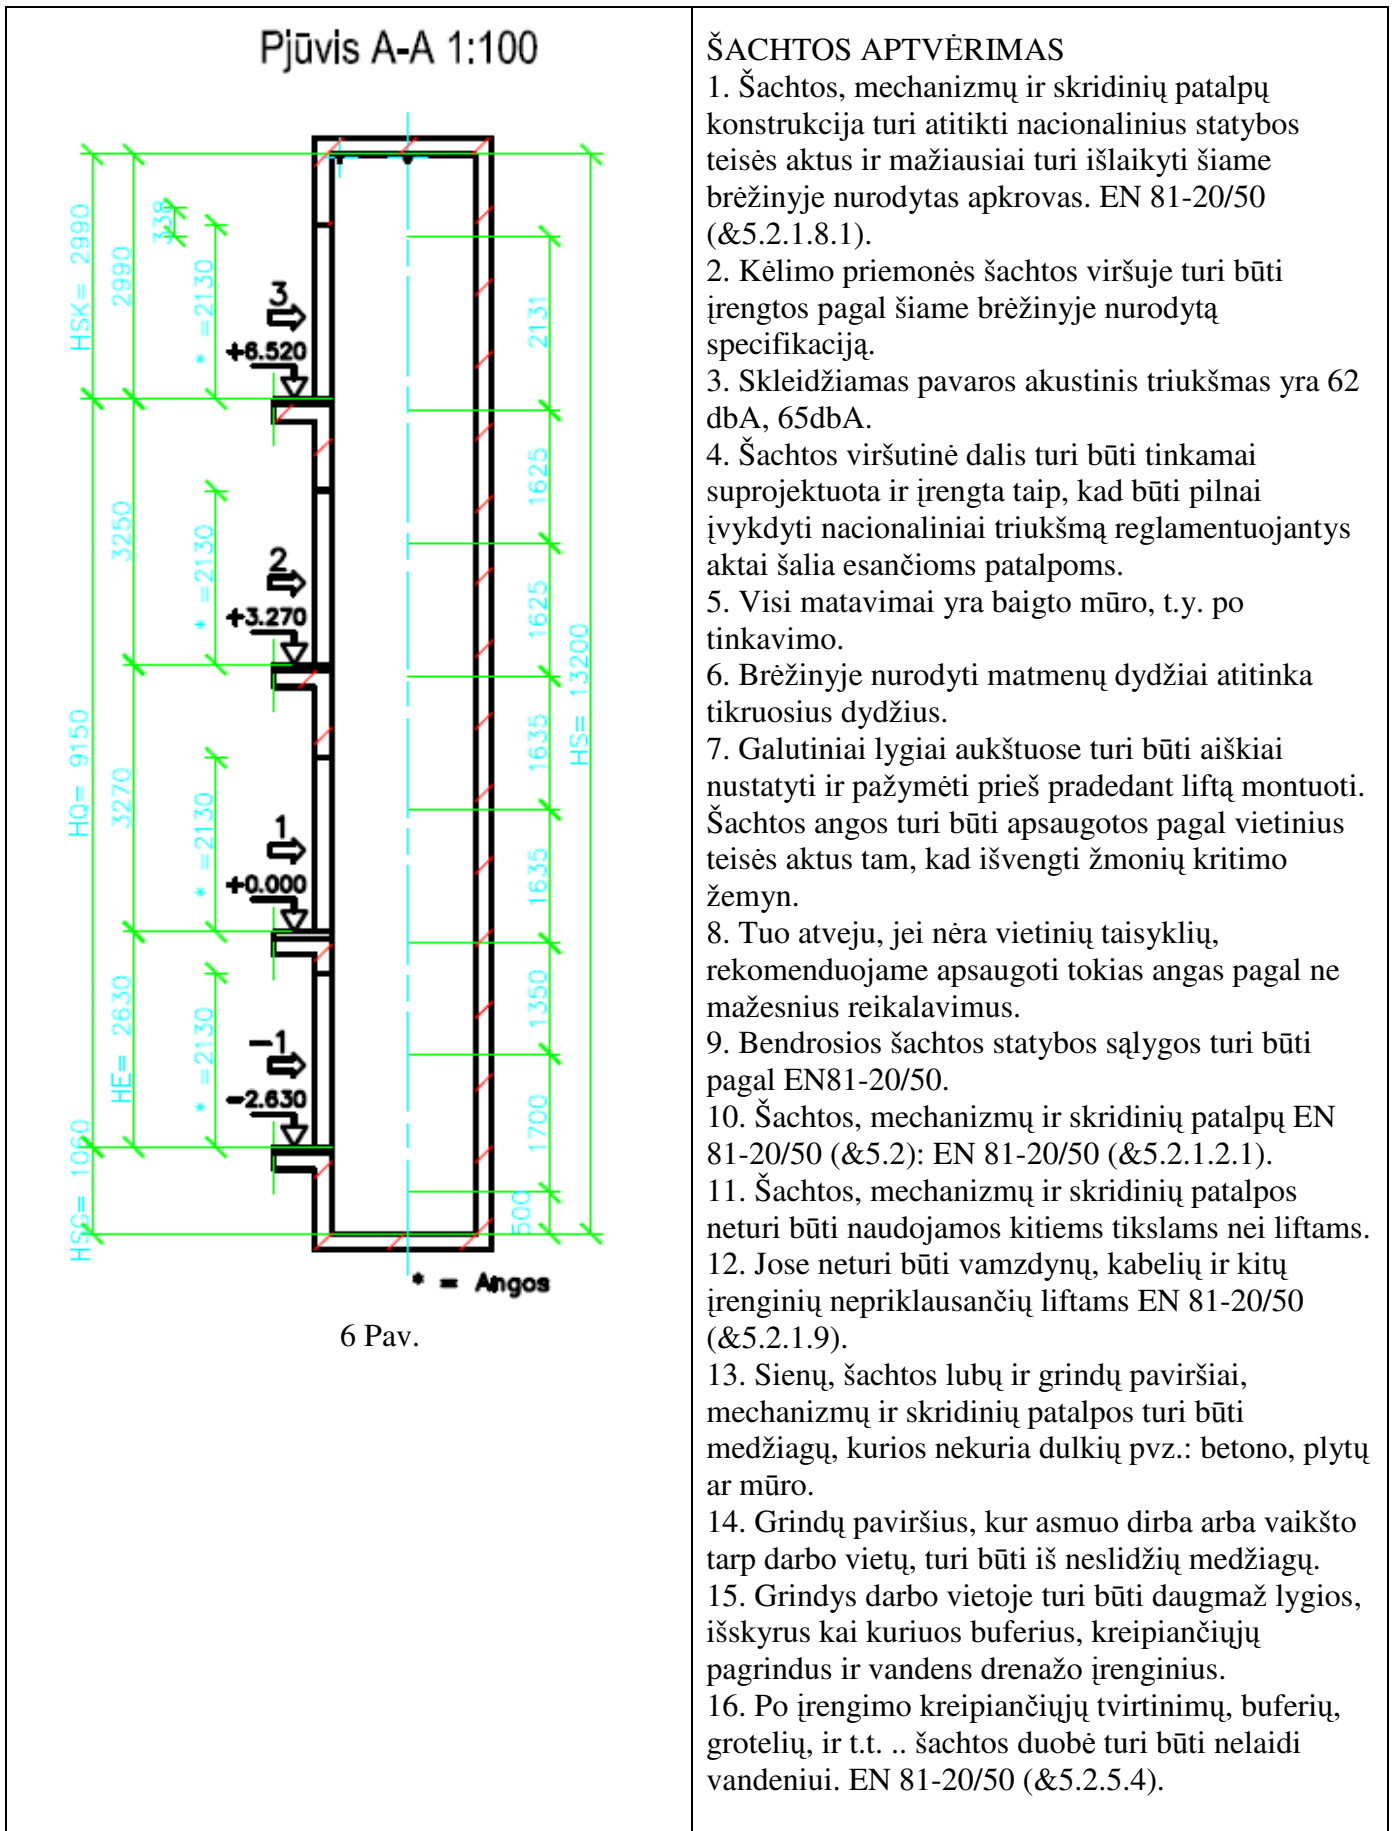 Pjūvis A-A 1:100
HSK= 2990
2990
338
* =2130
3
+6.520
2131
1625
3250
* =2130
2
+3.270
1625
HS= 13200
1635
HQ= 9150
3270
* =2130
1
+0.000
1635
HE= 2630
* =2130
1350
-1
-2.630
1700
HSG= 1060
500
* = Angos
6 Pav.
ŠACHTOS APTVĖRIMAS
1. Šachtos, mechanizmų ir skridinių patalpų
konstrukcija turi atitikti nacionalinius statybos
teisės aktus ir mažiausiai turi išlaikyti šiame
brėžinyje nurodytas apkrovas. EN 81-20/50
(&5.2.1.8.1).
2. Kėlimo priemonės šachtos viršuje turi būti
įrengtos pagal šiame brėžinyje nurodytą
specifikaciją.
3. Skleidžiamas pavaros akustinis triukšmas yra 62
dbA, 65dbA.
4. Šachtos viršutinė dalis turi būti tinkamai
suprojektuota ir įrengta taip, kad būti pilnai
įvykdyti nacionaliniai triukšmą reglamentuojantys
aktai šalia esančioms patalpoms.
5. Visi matavimai yra baigto mūro, t.y. po
tinkavimo.
6. Brėžinyje nurodyti matmenų dydžiai atitinka
tikruosius dydžius.
7. Galutiniai lygiai aukštuose turi būti aiškiai
nustatyti ir pažymėti prieš pradedant liftą montuoti.
Šachtos angos turi būti apsaugotos pagal vietinius
teisės aktus tam, kad išvengti žmonių kritimo
žemyn.
8. Tuo atveju, jei nėra vietinių taisyklių,
rekomenduojame apsaugoti tokias angas pagal ne
mažesnius reikalavimus.
9. Bendrosios šachtos statybos sąlygos turi būti
pagal EN81-20/50.
10. Šachtos, mechanizmų ir skridinių patalpų EN
81-20/50 (&5.2): EN 81-20/50 (&5.2.1.2.1).
11. Šachtos, mechanizmų ir skridinių patalpos
neturi būti naudojamos kitiems tikslams nei liftams.
12. Jose neturi būti vamzdynų, kabelių ir kitų
įrenginių nepriklausančių liftams EN 81-20/50
(&5.2.1.9).
13. Sienų, šachtos lubų ir grindų paviršiai,
mechanizmų ir skridinių patalpos turi būti
medžiagų, kurios nekuria dulkių pvz.: betono, plytų
ar mūro.
14. Grindų paviršius, kur asmuo dirba arba vaikšto
tarp darbo vietų, turi būti iš neslidžių medžiagų.
15. Grindys darbo vietoje turi būti daugmaž lygios,
išskyrus kai kuriuos buferius, kreipiančiųjų
pagrindus ir vandens drenažo įrenginius.
16. Po įrengimo kreipiančiųjų tvirtinimų, buferių,
grotelių, ir t.t. .. šachtos duobė turi būti nelaidi
vandeniui. EN 81-20/50 (&5.2.5.4).